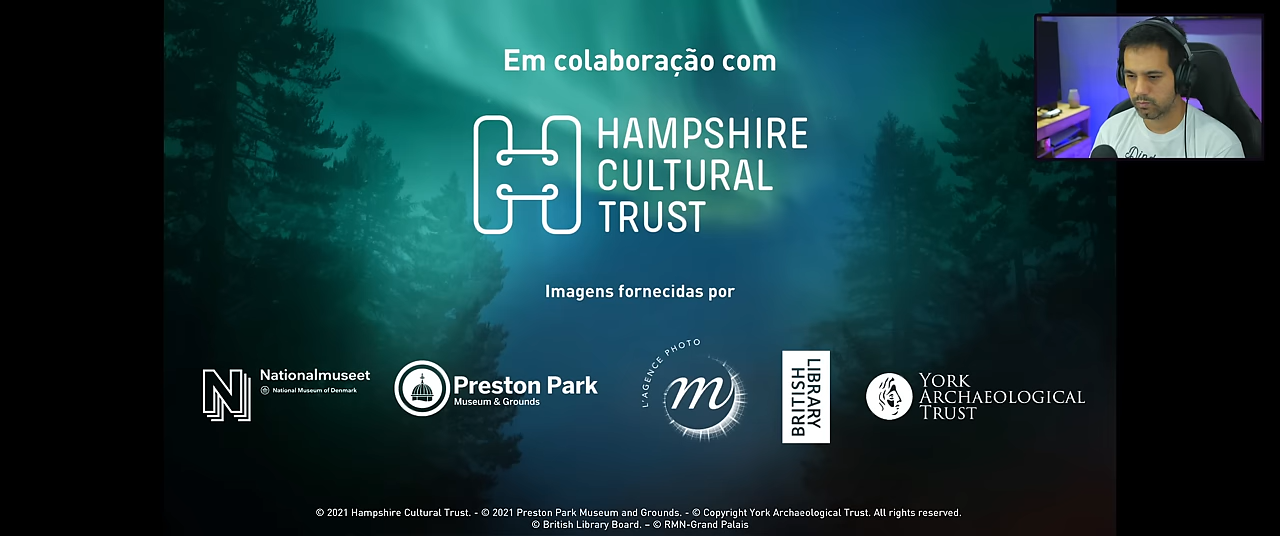 Em colaboração com
HAMPSHIRE
CULTURAL
TRUST
Imagens fornecidas por
Nationalmuseet
National Museum of Denmark
Preston Park
Museum & Grounds
L'AGENCE PHOTO
m
BRITISH
LIBRARY
YORK
ARCHAEOLOGICAL
TRUST
© 2021 Hampshire Cultural Trust. - © 2021 Preston Park Museum and Grounds. - © Copyright York Archaeological Trust. All rights reserved.
© British Library Board. – © RMN-Grand Palais